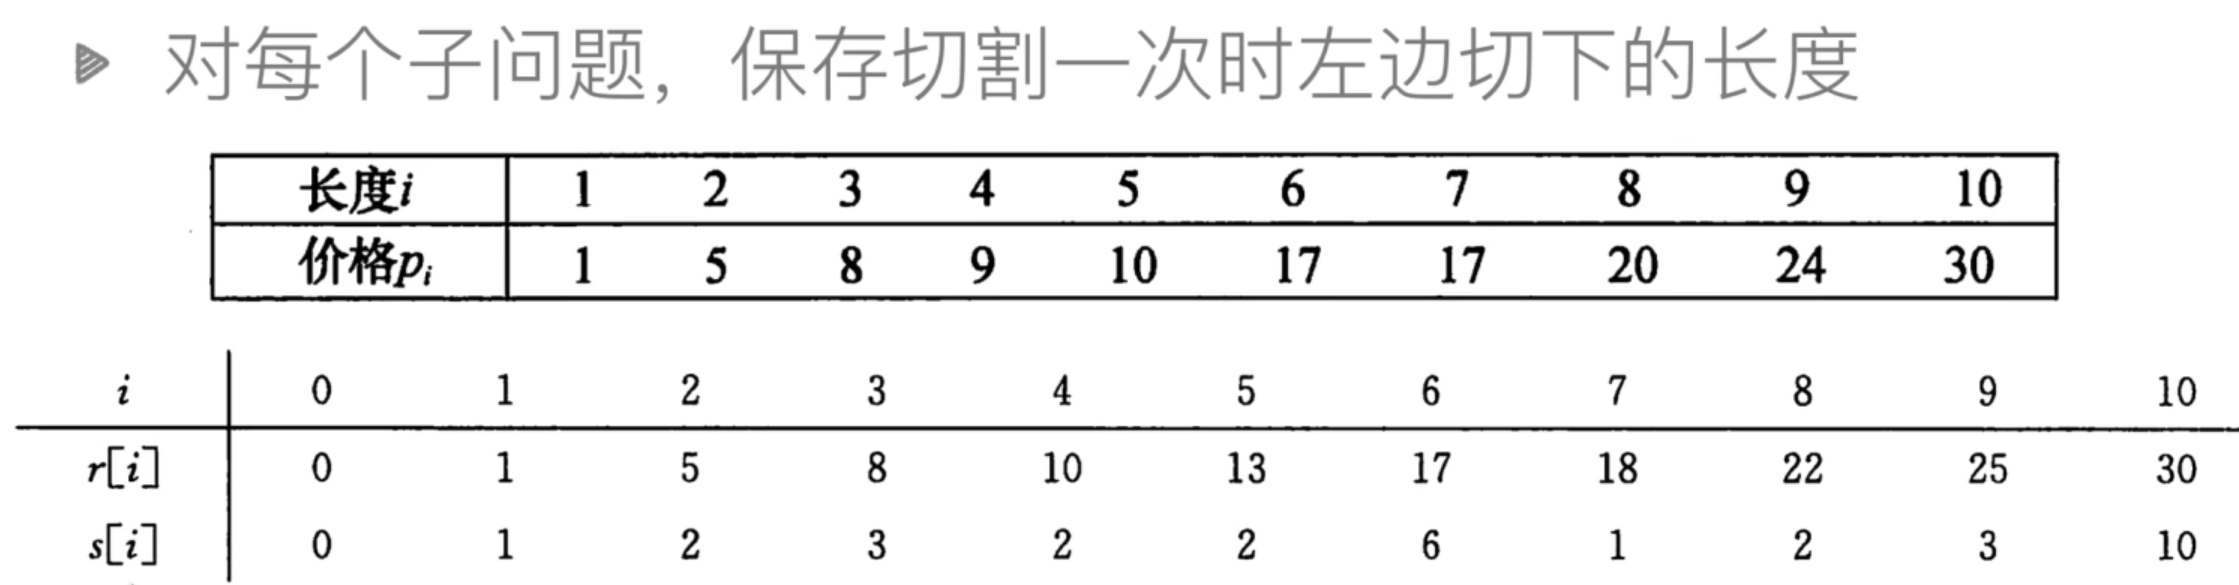 对每个子问题，保存切割一次时左边切下的长度
长度i 1 2 3 4 5 6 7 8 9 10
价格pi 1 5 8 9 10 17 17 20 24 30
i 0 1 2 3 4 5 6 7 8 9 10
r[i] 0 1 5 8 10 13 17 18 22 25 30
s[i] 0 1 2 3 2 2 6 1 2 3 10